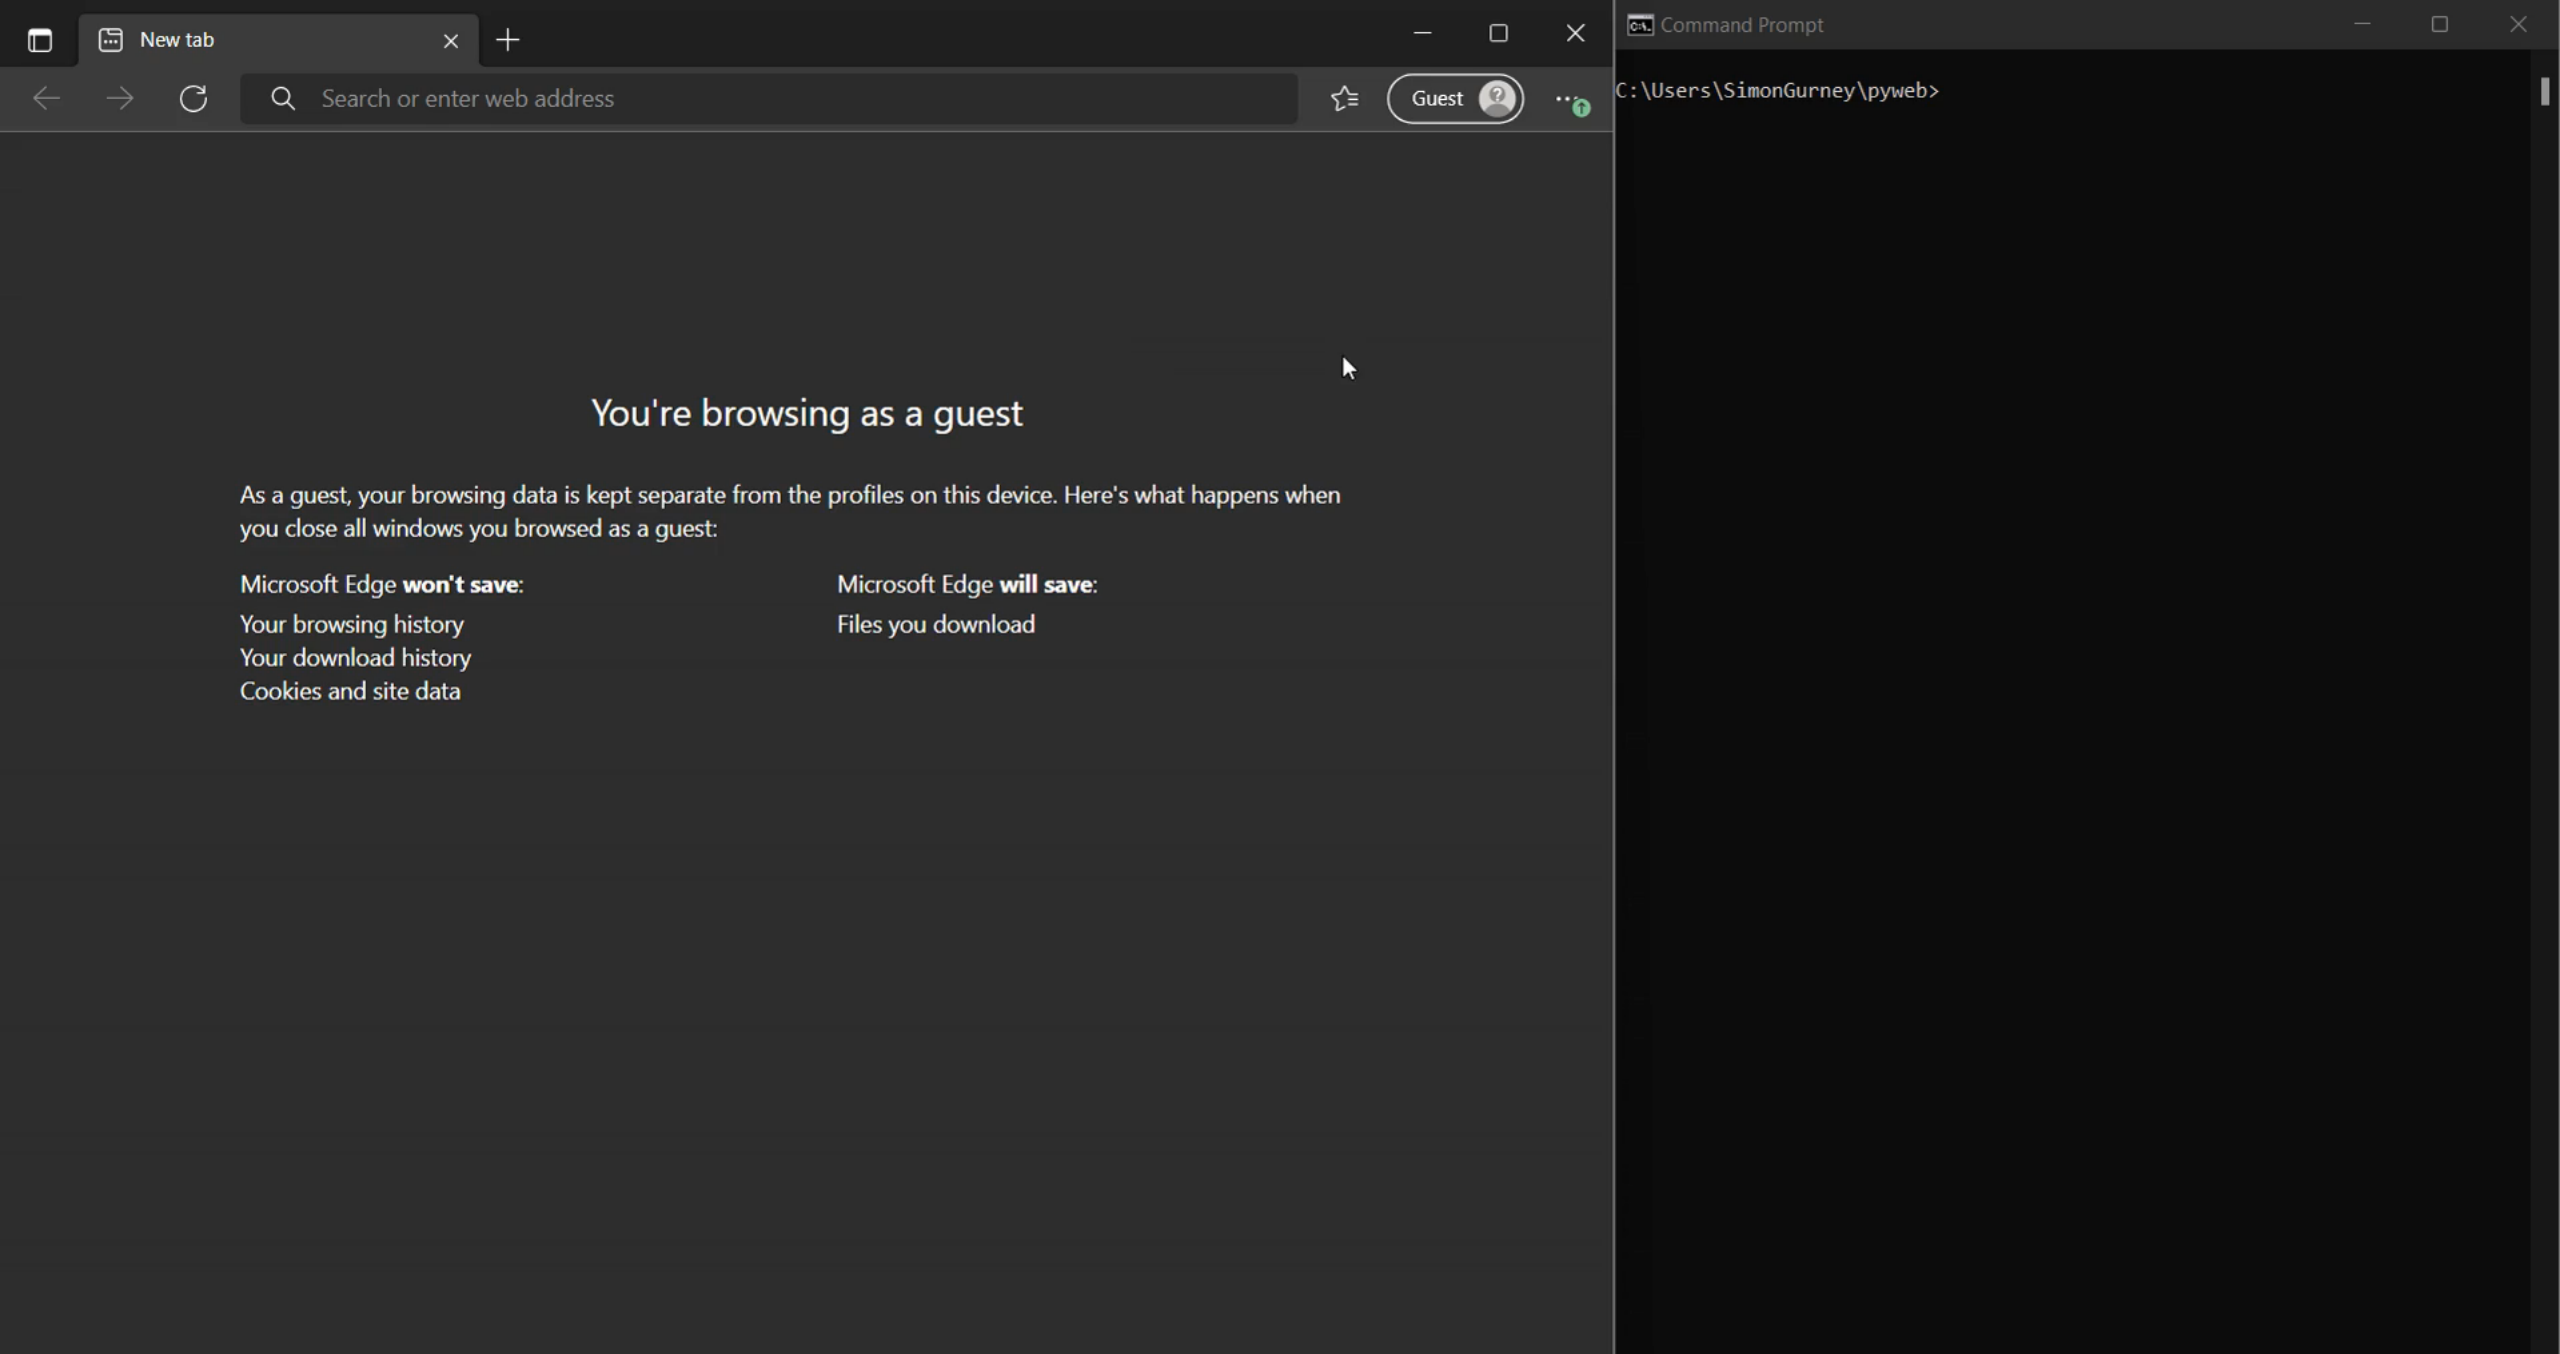 New tab
Search or enter web address
Guest
You're browsing as a guest
As a guest, your browsing data is kept separate from the profiles on this device. Here's what happens when
you close all windows you browsed as a guest:
Microsoft Edge won't save:
Your browsing history
Your download history
Cookies and site data
Microsoft Edge will save:
Files you download
Command Prompt
C:\Users\SimonGurney\pyweb>